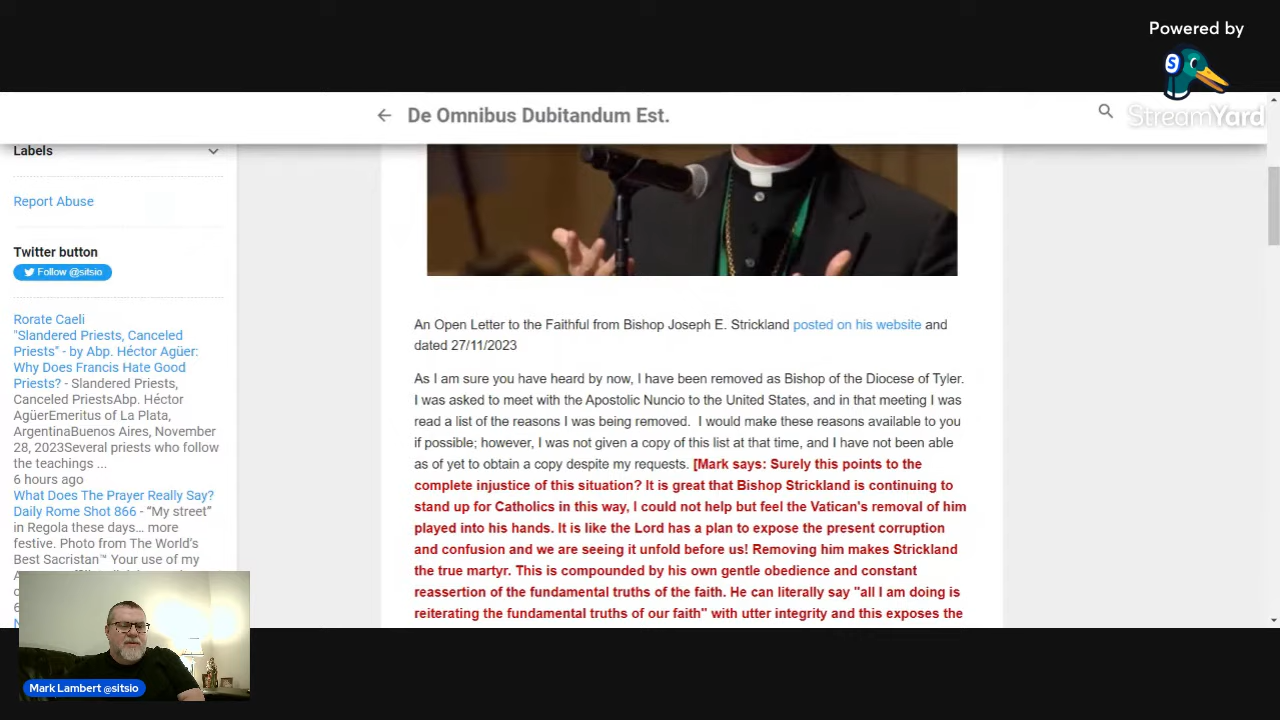 Powered by
S
StreamYard
De Omnibus Dubitandum Est.
Labels
Report Abuse
Twitter button
Follow @sitsio
Rorate Caeli
"Slandered Priests, Canceled
Priests" - by Abp. Héctor Agüer:
Why Does Francis Hate Good
Priests? - Slandered Priests,
Canceled PriestsAbp. Héctor
AgüerEmeritus of La Plata,
ArgentinaBuenos Aires, November
28, 2023Several priests who follow
the teachings ...
6 hours ago
What Does The Prayer Really Say?
Daily Rome Shot 866 - “My street”
in Regola these days… more
festive. Photo from The World’s
Best Sacristan™ Your use of my
An Open Letter to the Faithful from Bishop Joseph E. Strickland posted on his website and
dated 27/11/2023
As I am sure you have heard by now, I have been removed as Bishop of the Diocese of Tyler.
I was asked to meet with the Apostolic Nuncio to the United States, and in that meeting I was
read a list of the reasons I was being removed.  I would make these reasons available to you
if possible; however, I was not given a copy of this list at that time, and I have not been able
as of yet to obtain a copy despite my requests. [Mark says: Surely this points to the
complete injustice of this situation? It is great that Bishop Strickland is continuing to
stand up for Catholics in this way, I could not help but feel the Vatican's removal of him
played into his hands. It is like the Lord has a plan to expose the present corruption
and confusion and we are seeing it unfold before us! Removing him makes Strickland
the true martyr. This is compounded by his own gentle obedience and constant
reassertion of the fundamental truths of the faith. He can literally say "all I am doing is
reiterating the fundamental truths of our faith" with utter integrity and this exposes the
Mark Lambert @sitsio